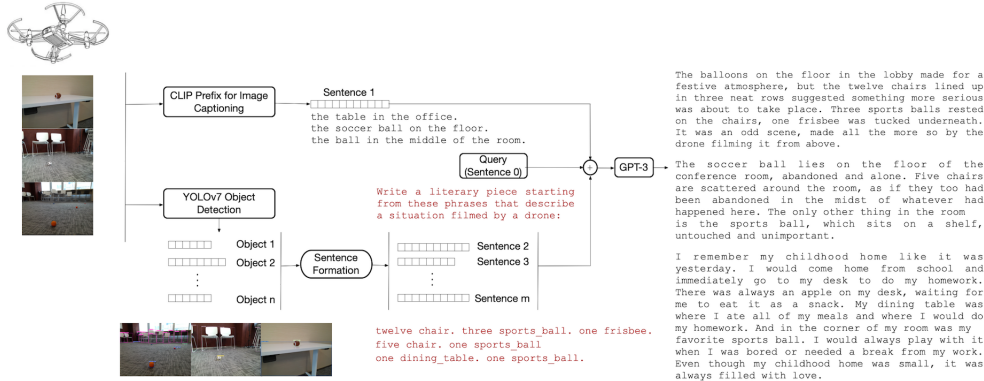 CLIP Prefix for Image
Captioning
Sentence 1
the table in the office.
the soccer ball on the floor.
the ball in the middle of the room.
Query
(Sentence 0)
+
GPT-3
Write a literary piece starting
from these phrases that describe
a situation filmed by a drone:
YOLOv7 Object
Detection
Object 1
Object 2
Object n
Sentence
Formation
Sentence 2
Sentence 3
Sentence m
twelve chair. three sports_ball. one frisbee.
five chair. one sports_ball
one dining_table. one sports_ball.
The balloons on the floor in the lobby made for a
festive atmosphere, but the twelve chairs lined up
in three neat rows suggested something more serious
was about to take place. Three sports balls rested
on the chairs, one frisbee was tucked underneath.
It was an odd scene, made all the more so by the
drone filming it from above.
The soccer ball lies on the floor of the
conference room, abandoned and alone. Five chairs
are scattered around the room, as if they too had
been abandoned in the midst of whatever had
happened here. The only other thing in the room
is the sports ball, which sits on a shelf,
untouched and unimportant.
I remember my childhood home like it was
yesterday. I would come home from school and
immediately go to my desk to do my homework.
There was always an apple on my desk, waiting for
me to eat it as a snack. My dining table was
where I ate all of my meals and where I would do
my homework. And in the corner of my room was my
favorite sports ball. I would always play with it
when I was bored or needed a break from my work.
Even though my childhood home was small, it was
always filled with love.